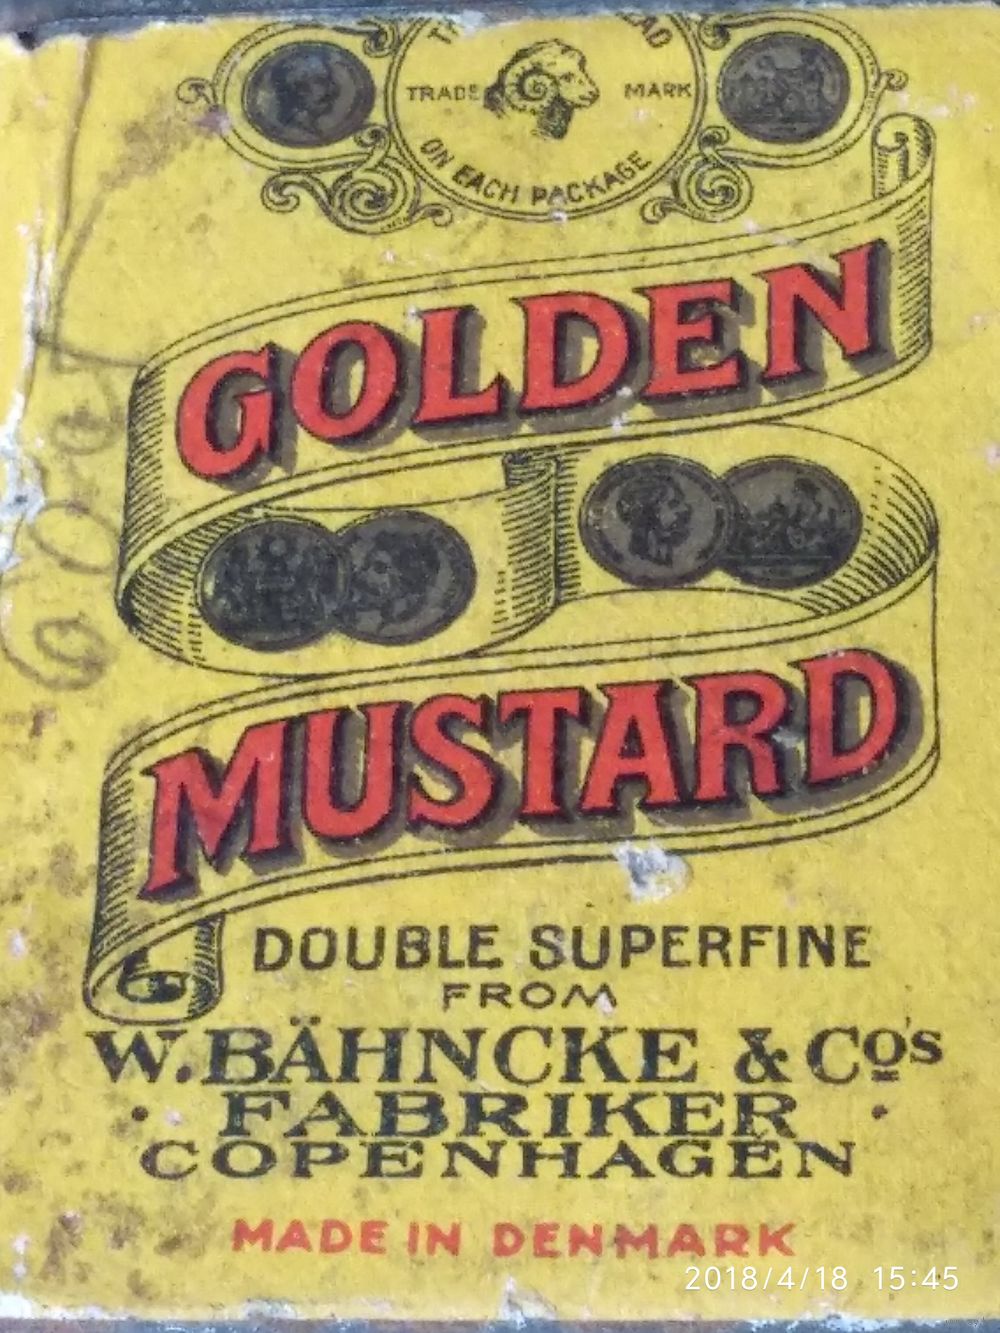 TRADE MARK
ON EACH PACKAGE
GOLDEN
MUSTARD
DOUBLE SUPERFINE
FROM
W. BÄHNCKE & Co's
· FABRIKER ·
COPENHAGEN
MADE IN DENMARK
2018/4/18 15:45